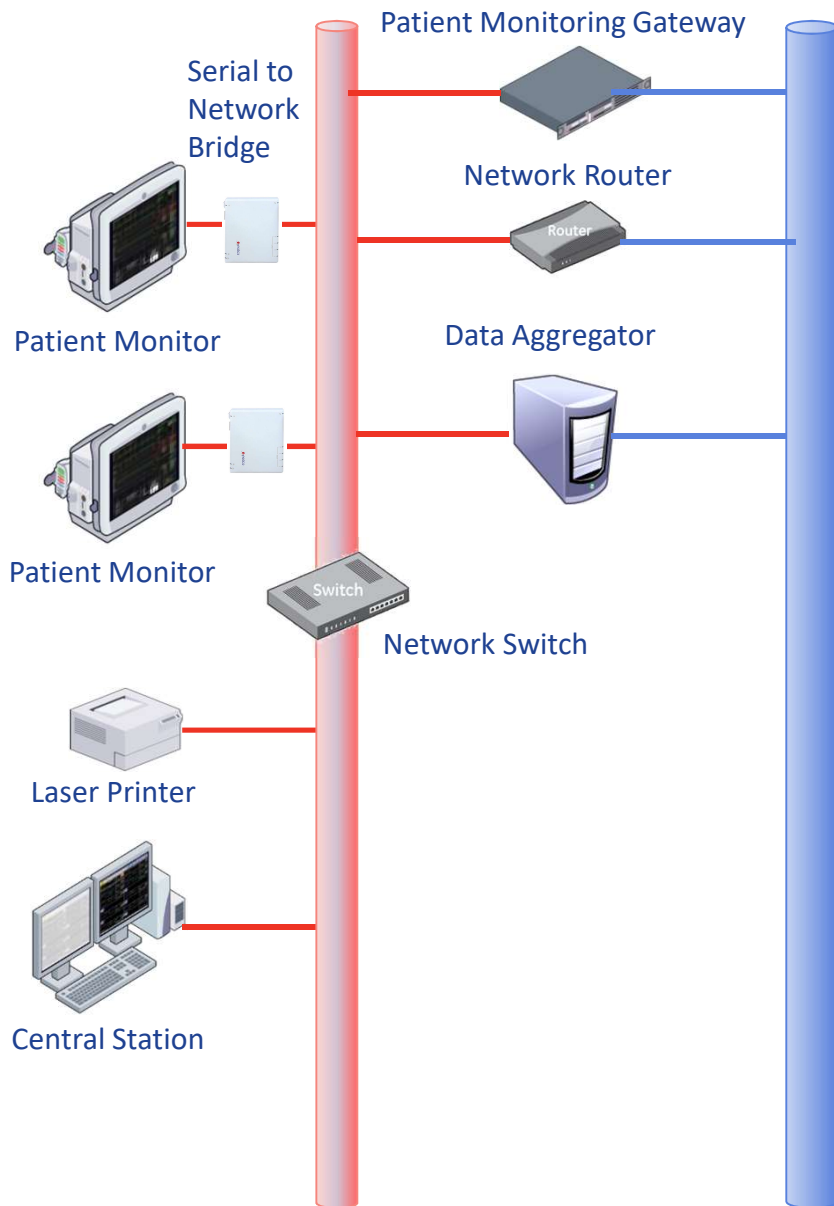 Patient Monitoring Gateway
Serial to
Network
Bridge
Network Router
Router
Patient Monitor
Data Aggregator
Patient Monitor
Switch
Network Switch
Laser Printer
Central Station